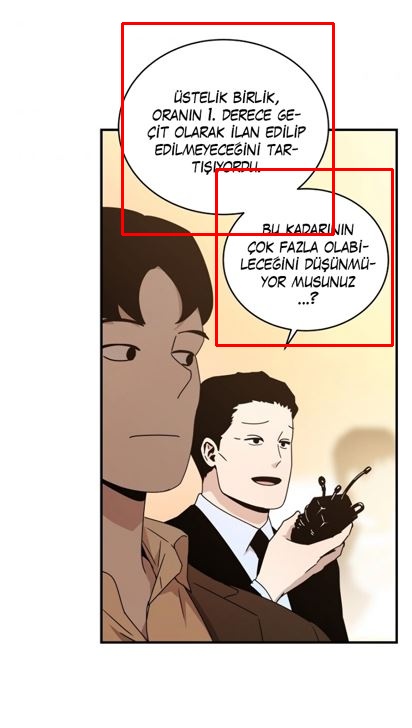 ÜSTELİK BİRLİK,
ORANIN 1. DERECE GE-
ÇİT OLARAK İLAN EDİLİP
EDİLMEYECEĞİNİ TAR-
TIŞIYORDU.
BU KADARININ
ÇOK FAZLA OLABİ-
LECEĞİNİ DÜŞÜNMÜ-
YOR MUSUNUZ
...?